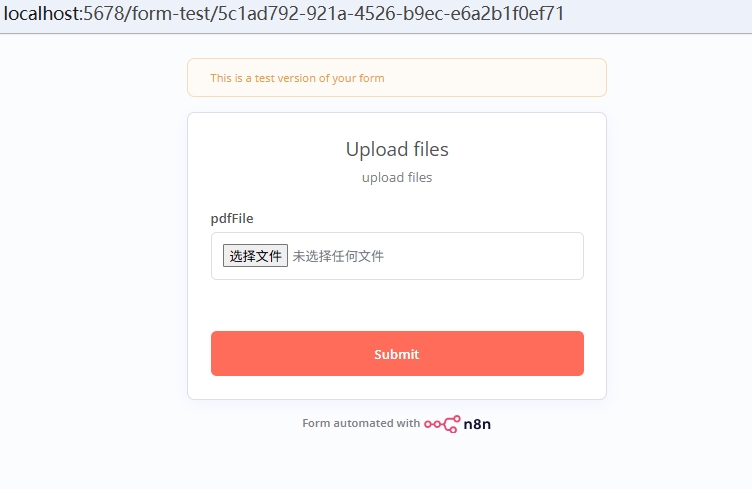 localhost:5678/form-test/5c1ad792-921a-4526-b9ec-e6a2b1f0ef71
This is a test version of your form
Upload files
upload files
pdfFile
选择文件 未选择任何文件
Submit
Form automated with n8n